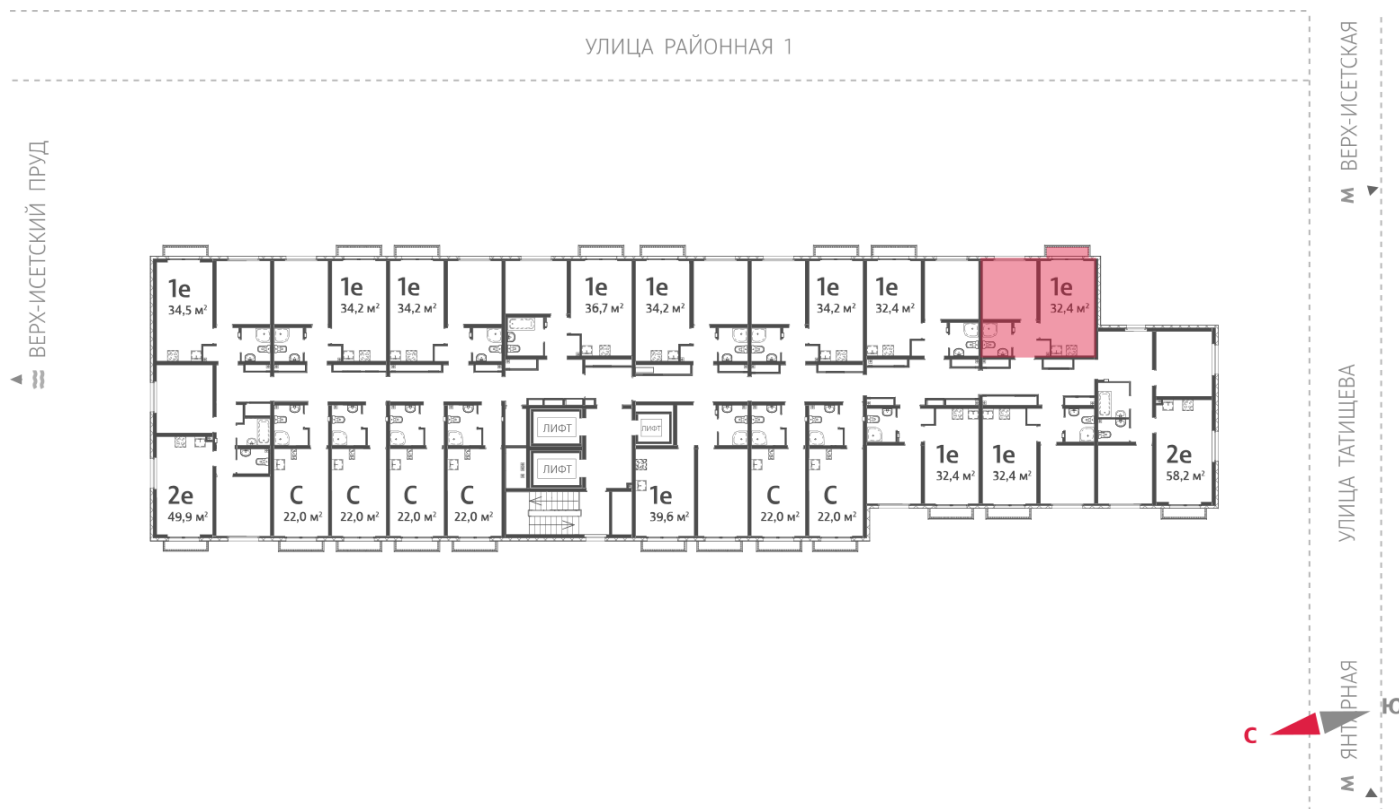 УЛИЦА РАЙОННАЯ 1
ВЕРХ-ИСЕТСКАЯ
М
ВЕРХ-ИСЕТСКИЙ ПРУД
1е
34,5 м²
1е
34,2 м²
1е
34,2 м²
1е
36,7 м²
1е
34,2 м²
1е
34,2 м²
1е
32,4 м²
1е
32,4 м²
УЛИЦА ТАТИЩЕВА
ЛИФТ
ЛИФТ
ЛИФТ
2е
49,9 м²
С
22,0 м²
С
22,0 м²
С
22,0 м²
С
22,0 м²
1е
39,6 м²
С
22,0 м²
С
22,0 м²
1е
32,4 м²
1е
32,4 м²
2е
58,2 м²
ЯНТАРНАЯ
М
С
Ю